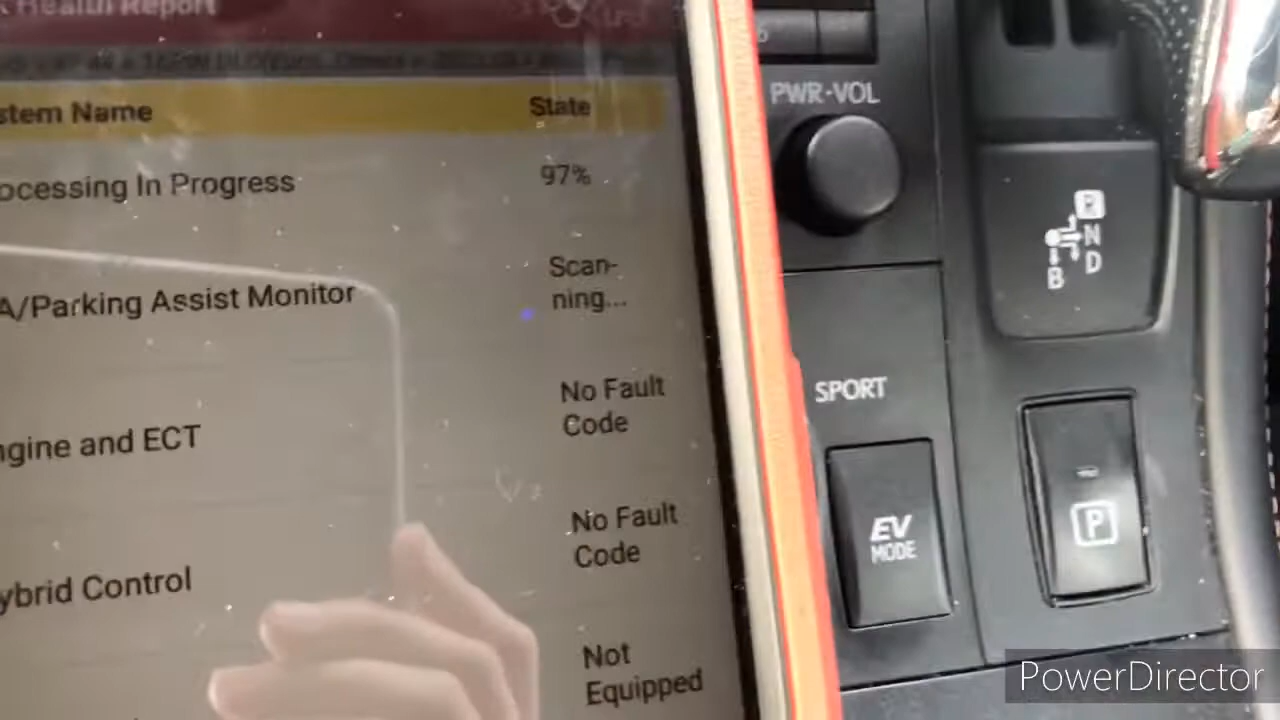 Health Report
stem Name
State
ocessing In Progress
97%
A/Parking Assist Monitor
Scan-
ning...
ngine and ECT
No Fault
Code
ybrid Control
No Fault
Code
Not
Equipped
PWR·VOL
SPORT
EV
MODE
R
N
D
B
P
PowerDirector